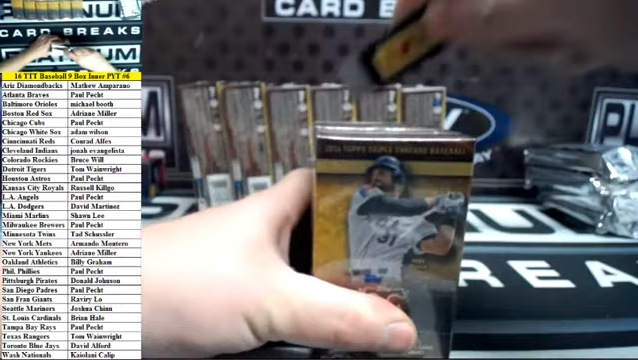 CARD BREAKS
CARD B
PLATINUM
16 TTT Baseball 9 Box Inner PYT #6
Ariz Diamondbacks Mathew Amparano
Atlanta Braves Paul Pecht
Baltimore Orioles michael booth
Boston Red Sox Adriane Miller
Chicago Cubs Paul Pecht
Chicago White Sox adam wilson
Cincinnati Reds Conrad Alfes
Cleveland Indians jonah evangelista
Colorado Rockies Bruce Will
Detroit Tigers Tom Wainwright
Houston Astros Paul Pecht
Kansas City Royals Russell Killgo
L.A. Angels Paul Pecht
L.A. Dodgers David Martinez
Miami Marlins Shawn Lee
Milwaukee Brewers Paul Pecht
Minnesota Twins Tad Schussler
New York Mets Armando Montero
New York Yankees Adriane Miller
Oakland Athletics Billy Graham
Phil. Phillies Paul Pecht
Pittsburgh Pirates Donald Johnson
San Diego Padres Paul Pecht
San Fran Giants Raviry Lo
Seattle Mariners Joshua Chinn
St. Louis Cardinals Brian Hale
Tampa Bay Rays Paul Pecht
Texas Rangers Tom Wainwright
Toronto Blue Jays David Alford
Wash Nationals Kaiolani Calip
2016 TOPPS TRIPLE THREADS BASEBALL
31
NU
REA